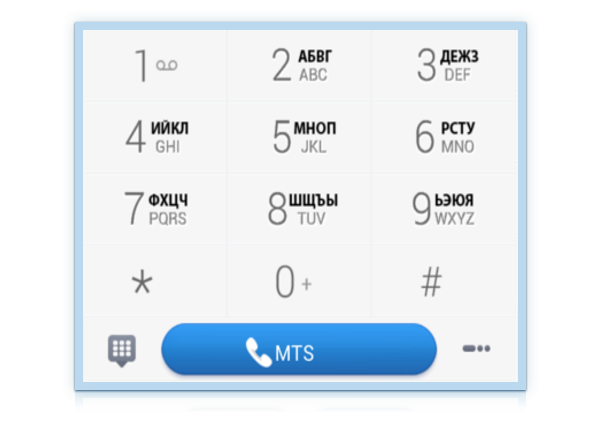 1
2 АБВГ
ABC
3 ДЕЖЗ
DEF
4 ИЙКЛ
GHI
5 МНОП
JKL
6 РСТУ
MNO
7 ФХЦЧ
PQRS
8 ШЩЪЫ
TUV
9 ЬЭЮЯ
WXYZ
*
0 +
#
MTS